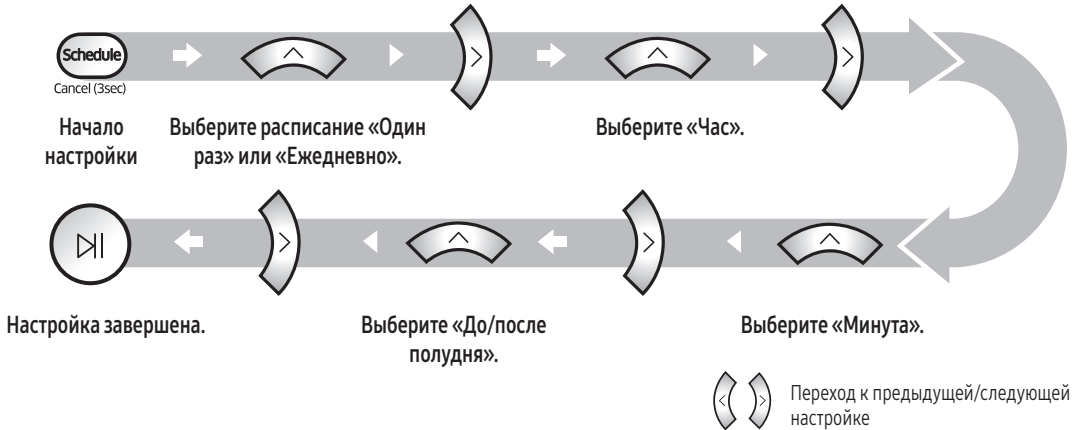 Schedule
Cancel (3sec)
Начало
настройки
Выберите расписание «Один
раз» или «Ежедневно».
Выберите «Час».
Настройка завершена.
Выберите «До/после
полудня».
Выберите «Минута».
Переход к предыдущей/следующей
настройке